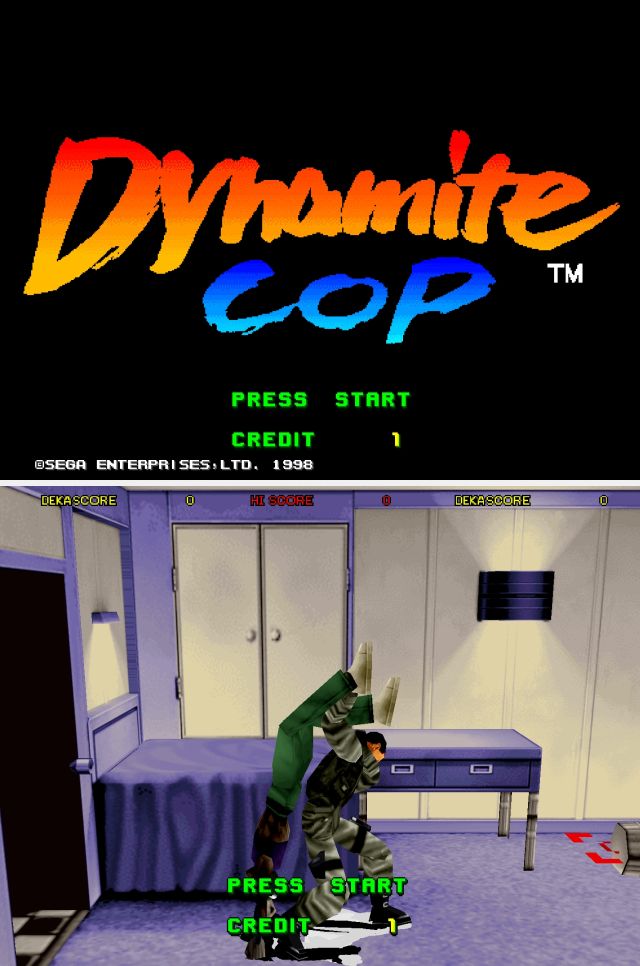 Dynamite
COP
TM
PRESS START
CREDIT 1
©SEGA ENTERPRISES,LTD. 1998
DEKASCORE 0 HI SCORE 0 DEKASCORE 0
PRESS START
CREDIT 1